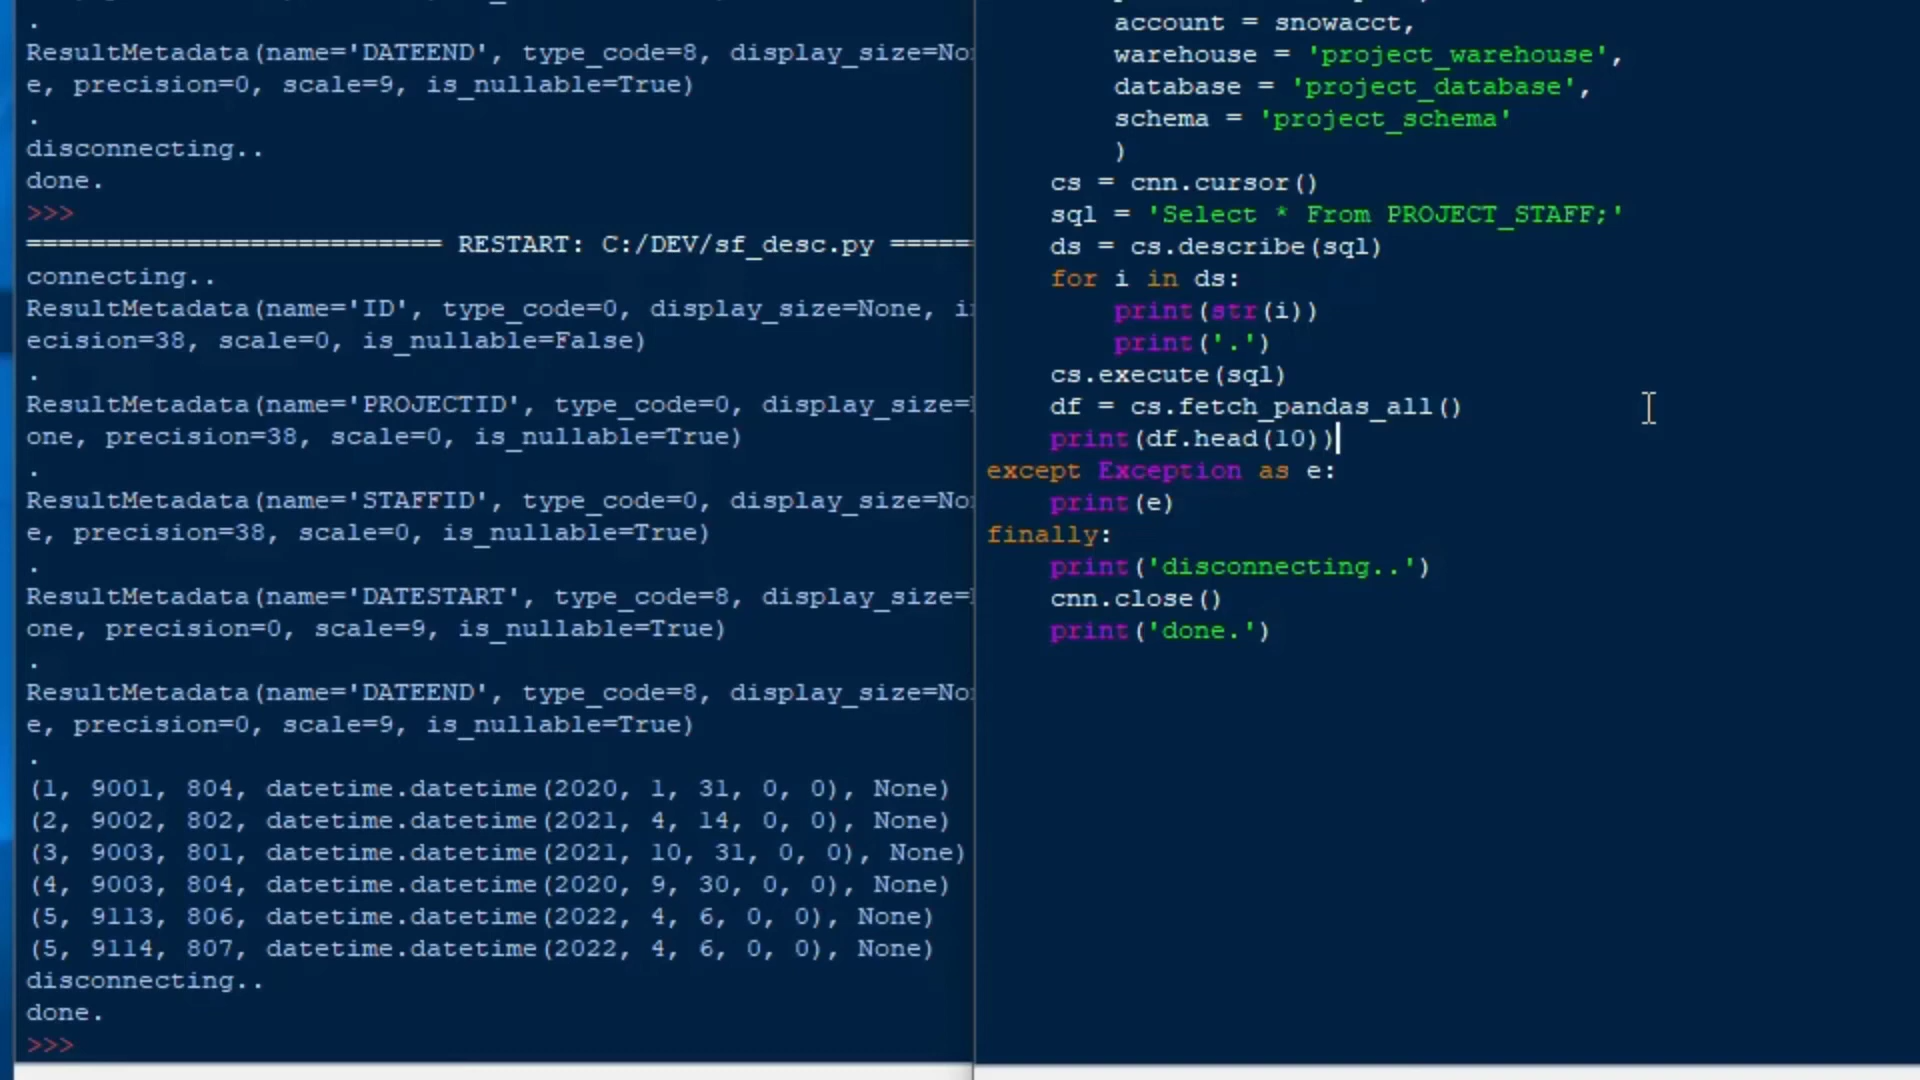 .
ResultMetadata(name='DATEEND', type_code=8, display_size=No
e, precision=0, scale=9, is_nullable=True)
.
disconnecting..
done.
>>>
========================== RESTART: C:/DEV/sf_desc.py =====
connecting..
ResultMetadata(name='ID', type_code=0, display_size=None, i
ecision=38, scale=0, is_nullable=False)
.
ResultMetadata(name='PROJECTID', type_code=0, display_size=
one, precision=38, scale=0, is_nullable=True)
.
ResultMetadata(name='STAFFID', type_code=0, display_size=No
e, precision=38, scale=0, is_nullable=True)
.
ResultMetadata(name='DATESTART', type_code=8, display_size=
one, precision=0, scale=9, is_nullable=True)
.
ResultMetadata(name='DATEEND', type_code=8, display_size=No
e, precision=0, scale=9, is_nullable=True)
.
(1, 9001, 804, datetime.datetime(2020, 1, 31, 0, 0), None)
(2, 9002, 802, datetime.datetime(2021, 4, 14, 0, 0), None)
(3, 9003, 801, datetime.datetime(2021, 10, 31, 0, 0), None)
(4, 9003, 804, datetime.datetime(2020, 9, 30, 0, 0), None)
(5, 9113, 806, datetime.datetime(2022, 4, 6, 0, 0), None)
(5, 9114, 807, datetime.datetime(2022, 4, 6, 0, 0), None)
disconnecting..
done.
>>>
account = snowacct,
warehouse = 'project_warehouse',
database = 'project_database',
schema = 'project_schema'
)
cs = cnn.cursor()
sql = 'Select * From PROJECT_STAFF;'
ds = cs.describe(sql)
for i in ds:
print(str(i))
print('.')
cs.execute(sql)
df = cs.fetch_pandas_all()
print(df.head(10))
except Exception as e:
print(e)
finally:
print('disconnecting..')
cnn.close()
print('done.')